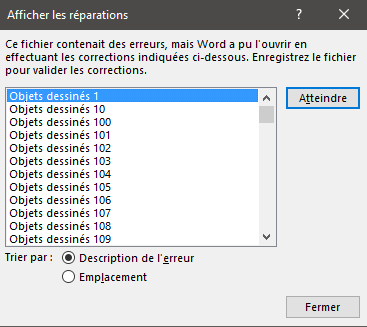 Afficher les réparations ? ×
Ce fichier contenait des erreurs, mais Word a pu l'ouvrir en
effectuant les corrections indiquées ci-dessous. Enregistrez le fichier
pour valider les corrections.
Objets dessinés 1
Objets dessinés 10
Objets dessinés 100
Objets dessinés 101
Objets dessinés 102
Objets dessinés 103
Objets dessinés 104
Objets dessinés 105
Objets dessinés 106
Objets dessinés 107
Objets dessinés 108
Objets dessinés 109
Atteindre
Trier par : Description de l'erreur
Emplacement
Fermer